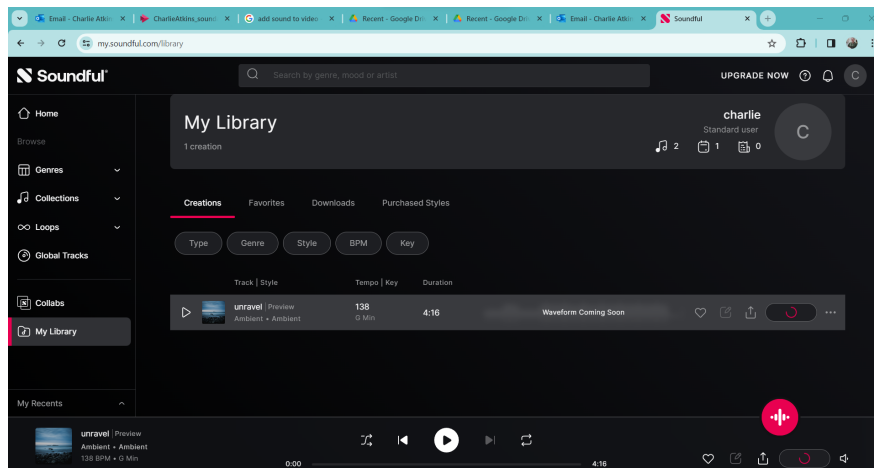 Email - Charlie Atkin
CharlieAtkins_sound
add sound to video
Recent - Google Dri
Recent - Google Dri
Email - Charlie Atkin
Soundful
my.soundful.com/library
Soundful
Search by genre, mood or artist
UPGRADE NOW
C
Home
Browse
Genres
Collections
Loops
Global Tracks
Collabs
My Library
My Recents
My Library
1 creation
charlie
Standard user
2 1 0
C
Creations Favorites Downloads Purchased Styles
Type Genre Style BPM Key
Track | Style Tempo | Key Duration
unravel | Preview 138 4:16 Waveform Coming Soon
Ambient • Ambient G Min
unravel | Preview
Ambient • Ambient
138 BPM • G Min
0:00 4:16